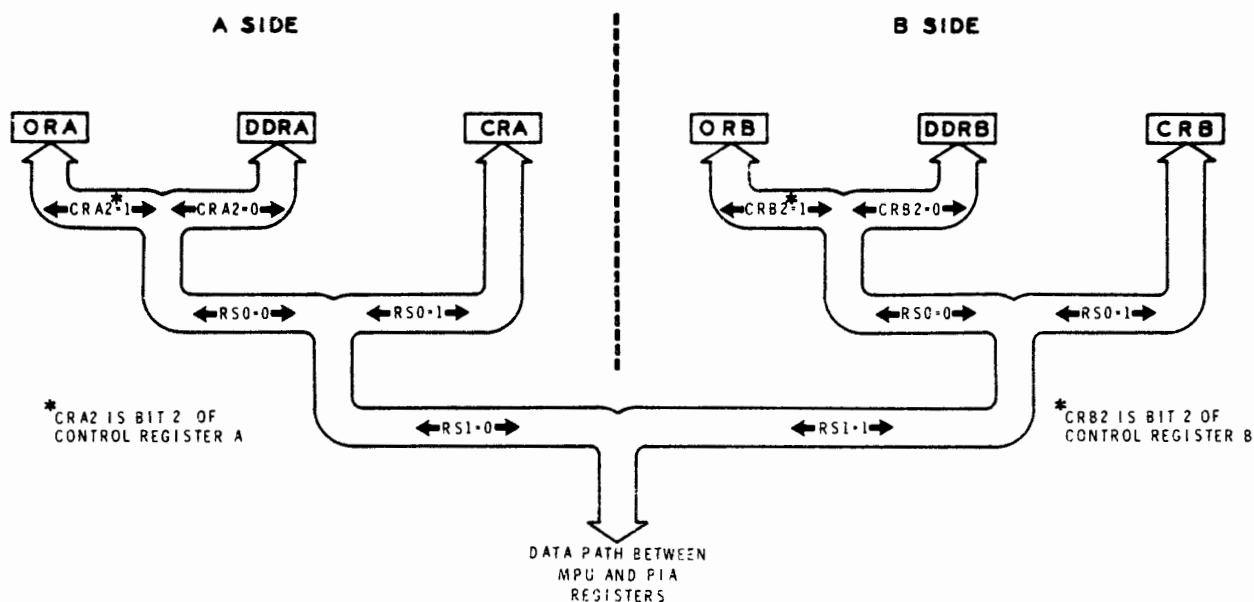 A SIDE
B SIDE
ORA
DDRA
CRA
ORB
DDRB
CRB
CRA2*=1
CRA2=0
CRB2*=1
CRB2=0
RS0=0
RS0=1
RS0=0
RS0=1
*CRA2 IS BIT 2 OF
CONTROL REGISTER A
RS1=0
RS1=1
*CRB2 IS BIT 2 OF
CONTROL REGISTER B
DATA PATH BETWEEN
MPU AND PIA
REGISTERS